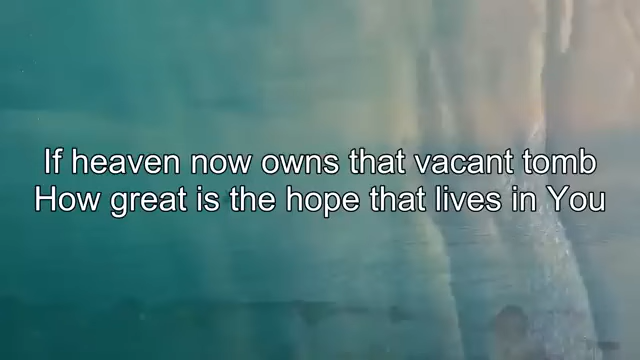 If heaven now owns that vacant tomb
How great is the hope that lives in You